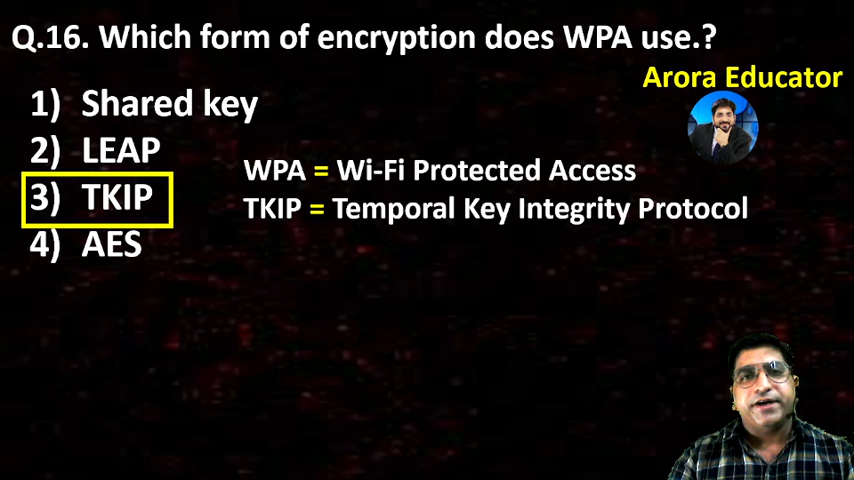 Q.16. Which form of encryption does WPA use.?
Arora Educator
1) Shared key
2) LEAP
3) TKIP
4) AES
WPA = Wi-Fi Protected Access
TKIP = Temporal Key Integrity Protocol